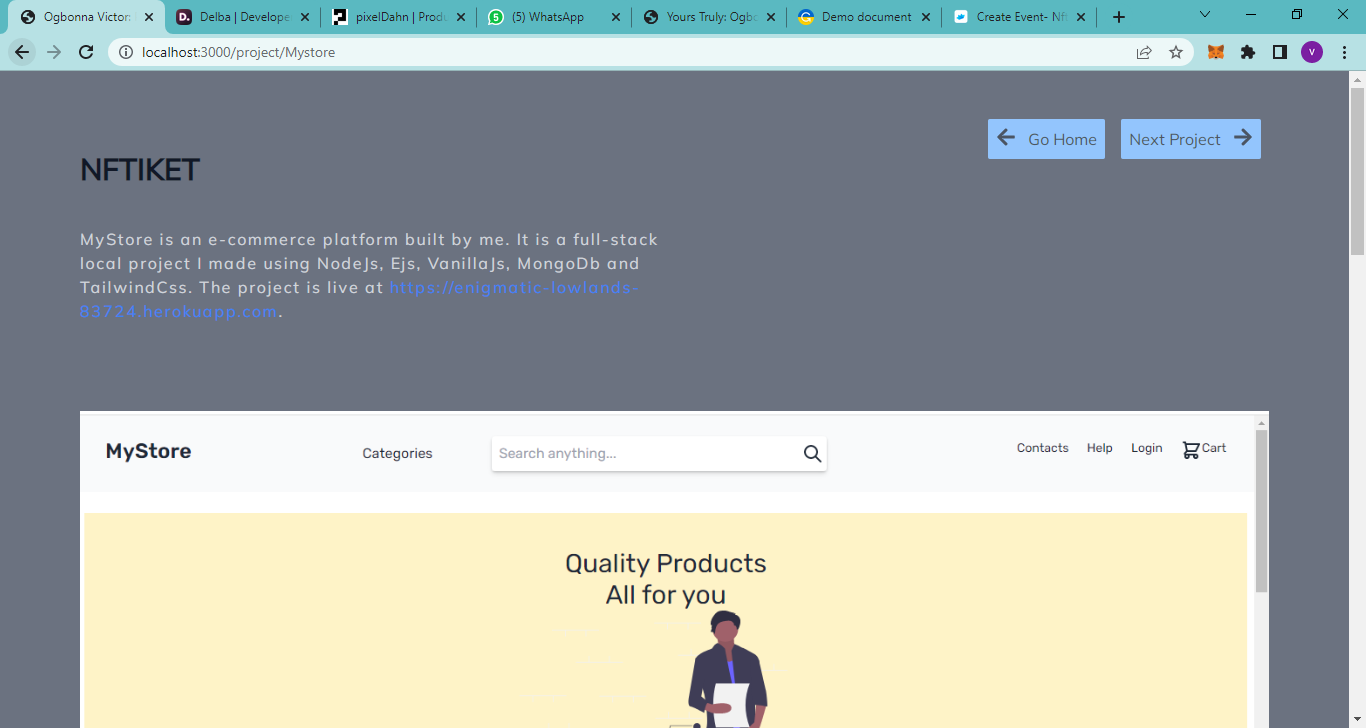 Ogbonna Victor:
Delba | Develope
pixelDahn | Produ
(5) WhatsApp
Yours Truly: Ogbo
Demo document
Create Event- Nft
localhost:3000/project/Mystore
V
Go Home
Next Project
NFTIKET
MyStore is an e-commerce platform built by me. It is a full-stack
local project I made using NodeJs, Ejs, VanillaJs, MongoDb and
TailwindCss. The project is live at https://enigmatic-lowlands-
83724.herokuapp.com.
MyStore
Categories
Search anything...
Contacts
Help
Login
Cart
Quality Products
All for you